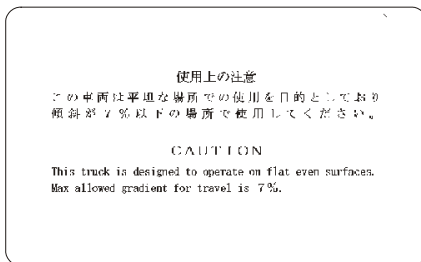 使用上の注意
この車両は平坦な場所での使用を目的としており
傾斜が7%以下の場所で使用してください。
CAUTION
This truck is designed to operate on flat even surfaces.
Max allowed gradient for travel is 7%.